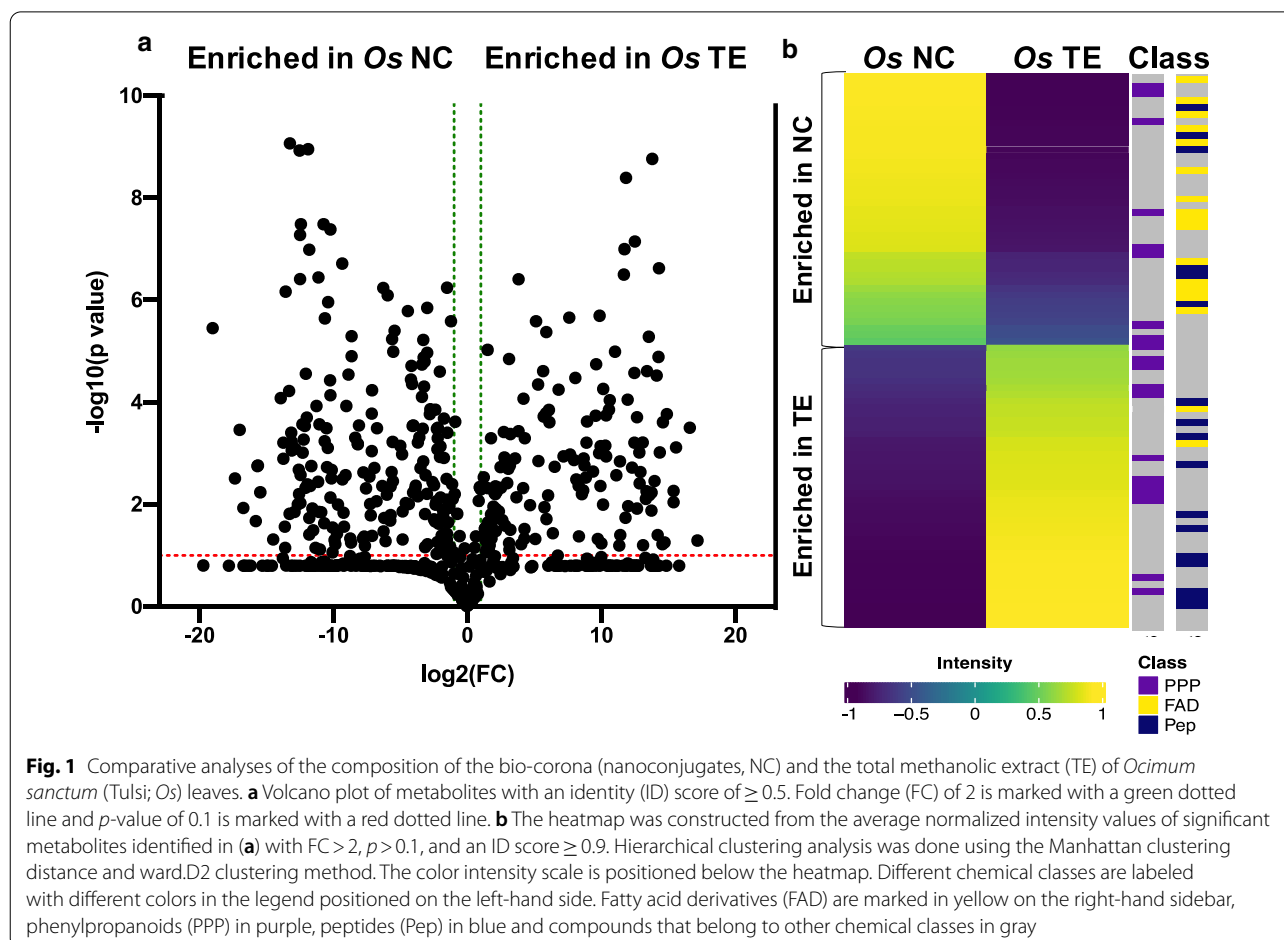 a
Enriched in Os NC Enriched in Os TE
10
8
6
4
2
0
-log10(p value)
-20 -10 0 10 20
log2(FC)
b
Os NC Os TE Class
Enriched in NC
Enriched in TE
Intensity
-1 −0.5 0 0.5 1
Class
PPP
FAD
Pep
Fig. 1 Comparative analyses of the composition of the bio-corona (nanoconjugates, NC) and the total methanolic extract (TE) of Ocimum
sanctum (Tulsi; Os) leaves. a Volcano plot of metabolites with an identity (ID) score of ≥ 0.5. Fold change (FC) of 2 is marked with a green dotted
line and p-value of 0.1 is marked with a red dotted line. b The heatmap was constructed from the average normalized intensity values of significant
metabolites identified in (a) with FC > 2, p > 0.1, and an ID score ≥ 0.9. Hierarchical clustering analysis was done using the Manhattan clustering
distance and ward.D2 clustering method. The color intensity scale is positioned below the heatmap. Different chemical classes are labeled
with different colors in the legend positioned on the left-hand side. Fatty acid derivatives (FAD) are marked in yellow on the right-hand sidebar,
phenylpropanoids (PPP) in purple, peptides (Pep) in blue and compounds that belong to other chemical classes in gray